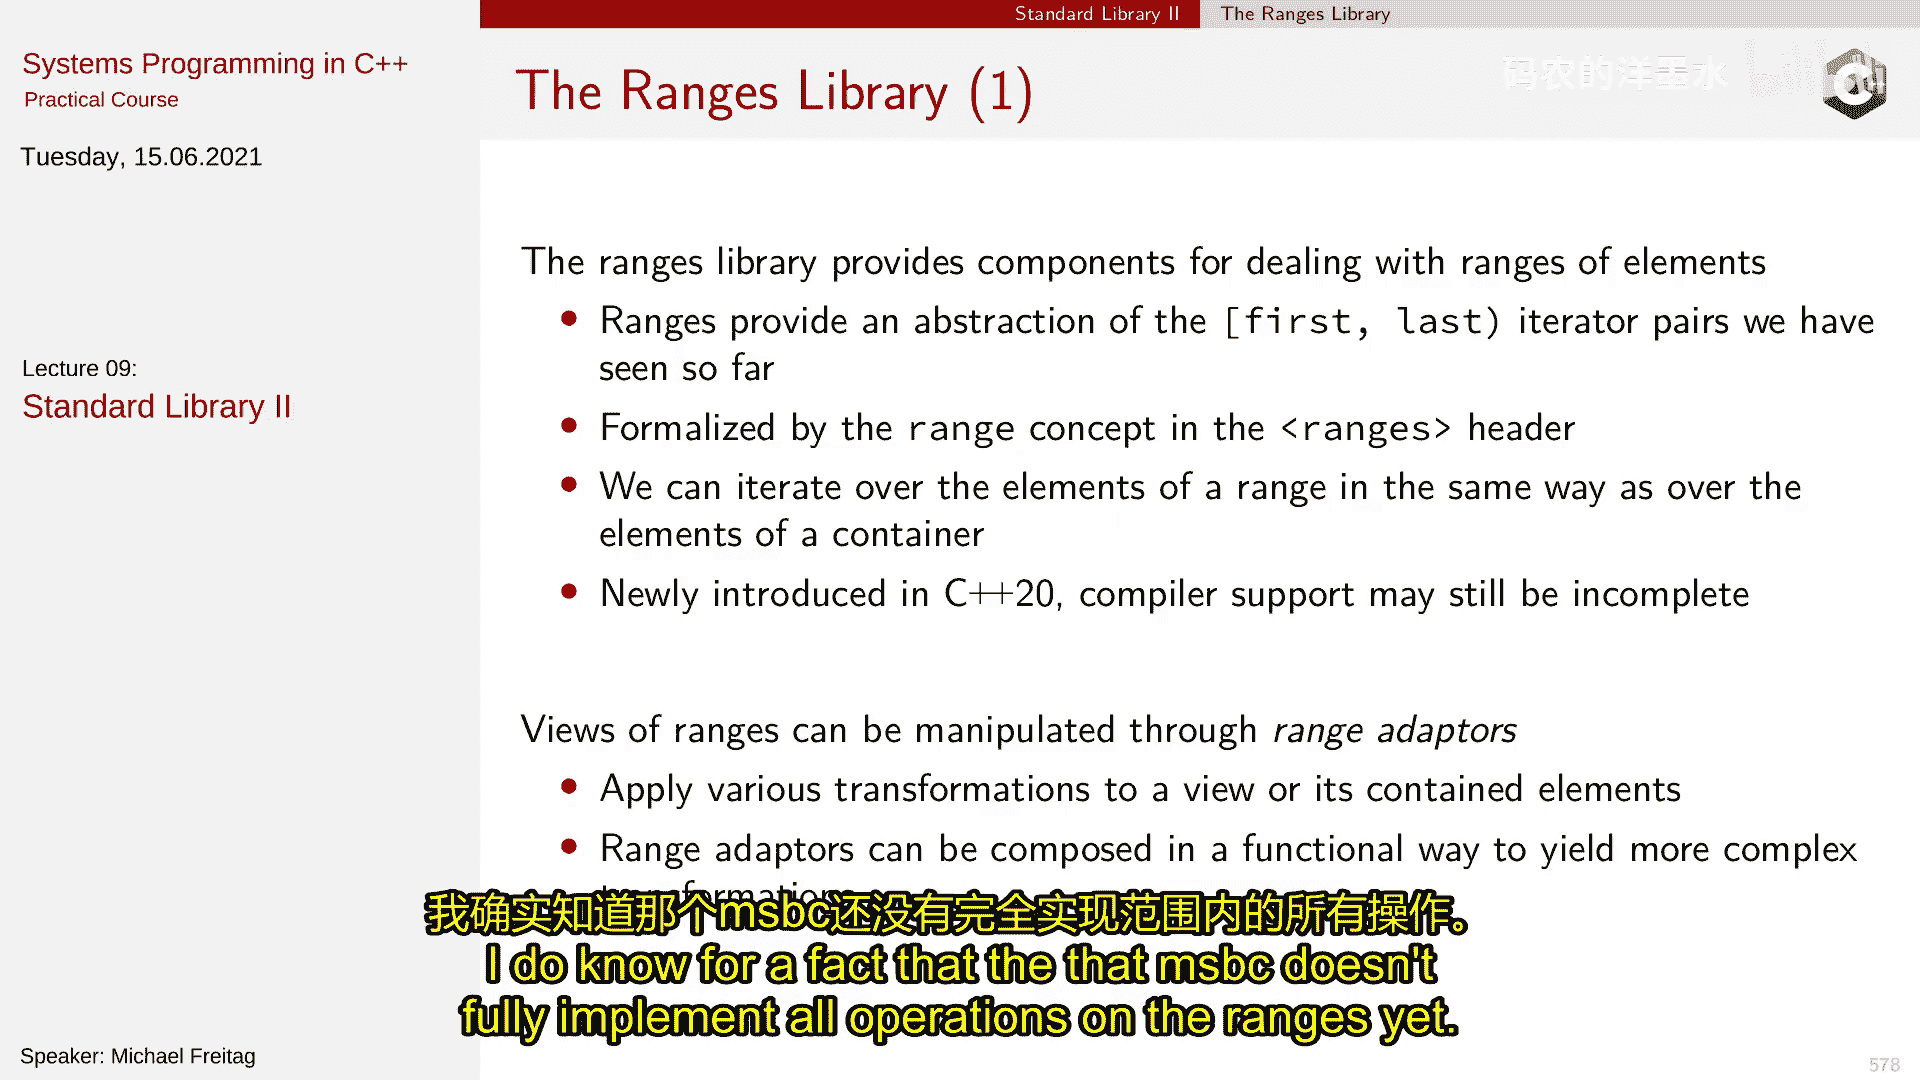 Standard Library II
The Ranges Library
Systems Programming in C++
Practical Course
Tuesday, 15.06.2021
Lecture 09:
Standard Library II
The Ranges Library (1)
码农的洋墨水
The ranges library provides components for dealing with ranges of elements
Ranges provide an abstraction of the [first, last) iterator pairs we have
seen so far
Formalized by the range concept in the <ranges> header
We can iterate over the elements of a range in the same way as over the
elements of a container
Newly introduced in C++20, compiler support may still be incomplete
Views of ranges can be manipulated through range adaptors
Apply various transformations to a view or its contained elements
Range adaptors can be composed in a functional way to yield more complex
transformations
我确实知道那个msbc还没有完全实现范围内的所有操作。
I do know for a fact that the that msbc doesn't
fully implement all operations on the ranges yet.
Speaker: Michael Freitag
578